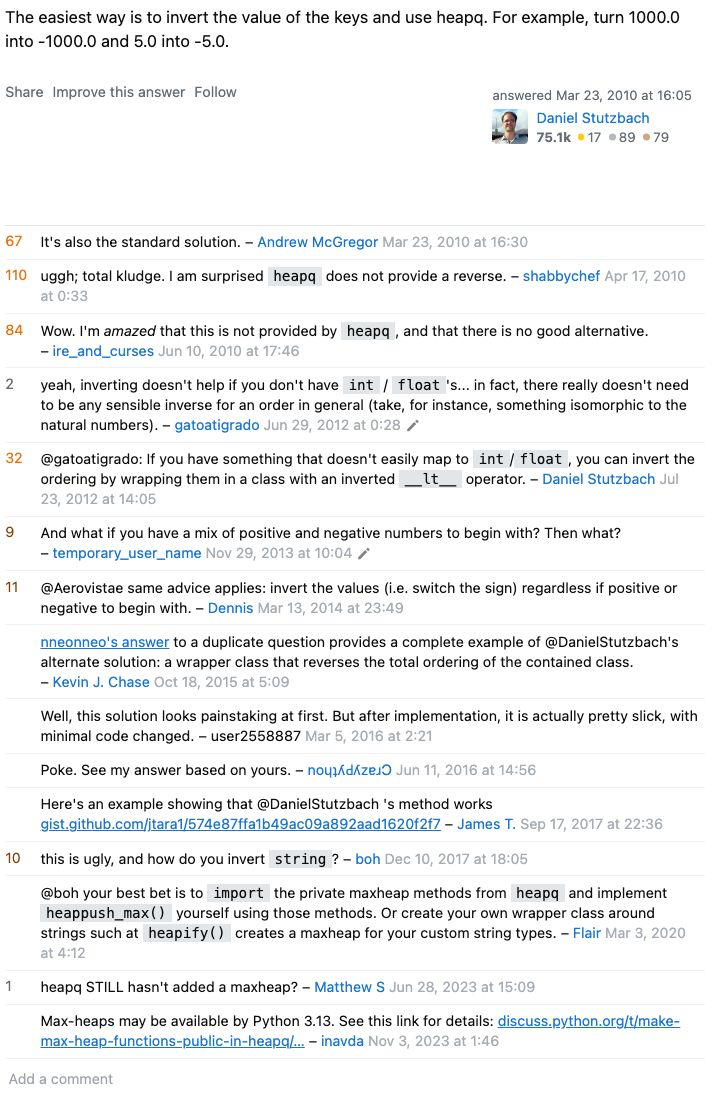 The easiest way is to invert the value of the keys and use heapq. For example, turn 1000.0
into -1000.0 and 5.0 into -5.0.
Share Improve this answer Follow
answered Mar 23, 2010 at 16:05
Daniel Stutzbach
75.1k 17 89 79
67 It's also the standard solution. – Andrew McGregor Mar 23, 2010 at 16:30
110 uggh; total kludge. I am surprised heapq does not provide a reverse. – shabbychef Apr 17, 2010
at 0:33
84 Wow. I'm amazed that this is not provided by heapq , and that there is no good alternative.
– ire_and_curses Jun 10, 2010 at 17:46
2 yeah, inverting doesn't help if you don't have int / float 's... in fact, there really doesn't need
to be any sensible inverse for an order in general (take, for instance, something isomorphic to the
natural numbers). – gatoatigrado Jun 29, 2012 at 0:28
32 @gatoatigrado: If you have something that doesn't easily map to int / float , you can invert the
ordering by wrapping them in a class with an inverted __lt__ operator. – Daniel Stutzbach Jul
23, 2012 at 14:05
9 And what if you have a mix of positive and negative numbers to begin with? Then what?
– temporary_user_name Nov 29, 2013 at 10:04
11 @Aerovistae same advice applies: invert the values (i.e. switch the sign) regardless if positive or
negative to begin with. – Dennis Mar 13, 2014 at 23:49
nneonneo's answer to a duplicate question provides a complete example of @DanielStutzbach's
alternate solution: a wrapper class that reverses the total ordering of the contained class.
– Kevin J. Chase Oct 18, 2015 at 5:09
Well, this solution looks painstaking at first. But after implementation, it is actually pretty slick, with
minimal code changed. – user2558887 Mar 5, 2016 at 2:21
Poke. See my answer based on yours. – noɥʇʎdʎzɐɹƆ Jun 11, 2016 at 14:56
Here's an example showing that @DanielStutzbach 's method works
gist.github.com/jtara1/574e87ffa1b49ac09a892aad1620f2f7 – James T. Sep 17, 2017 at 22:36
10 this is ugly, and how do you invert string ? – boh Dec 10, 2017 at 18:05
@boh your best bet is to import the private maxheap methods from heapq and implement
heappush_max() yourself using those methods. Or create your own wrapper class around
strings such at heapify() creates a maxheap for your custom string types. – Flair Mar 3, 2020
at 4:12
1 heapq STILL hasn't added a maxheap? – Matthew S Jun 28, 2023 at 15:09
Max-heaps may be available by Python 3.13. See this link for details: discuss.python.org/t/make-
max-heap-functions-public-in-heapq/... – inavda Nov 3, 2023 at 1:46
Add a comment